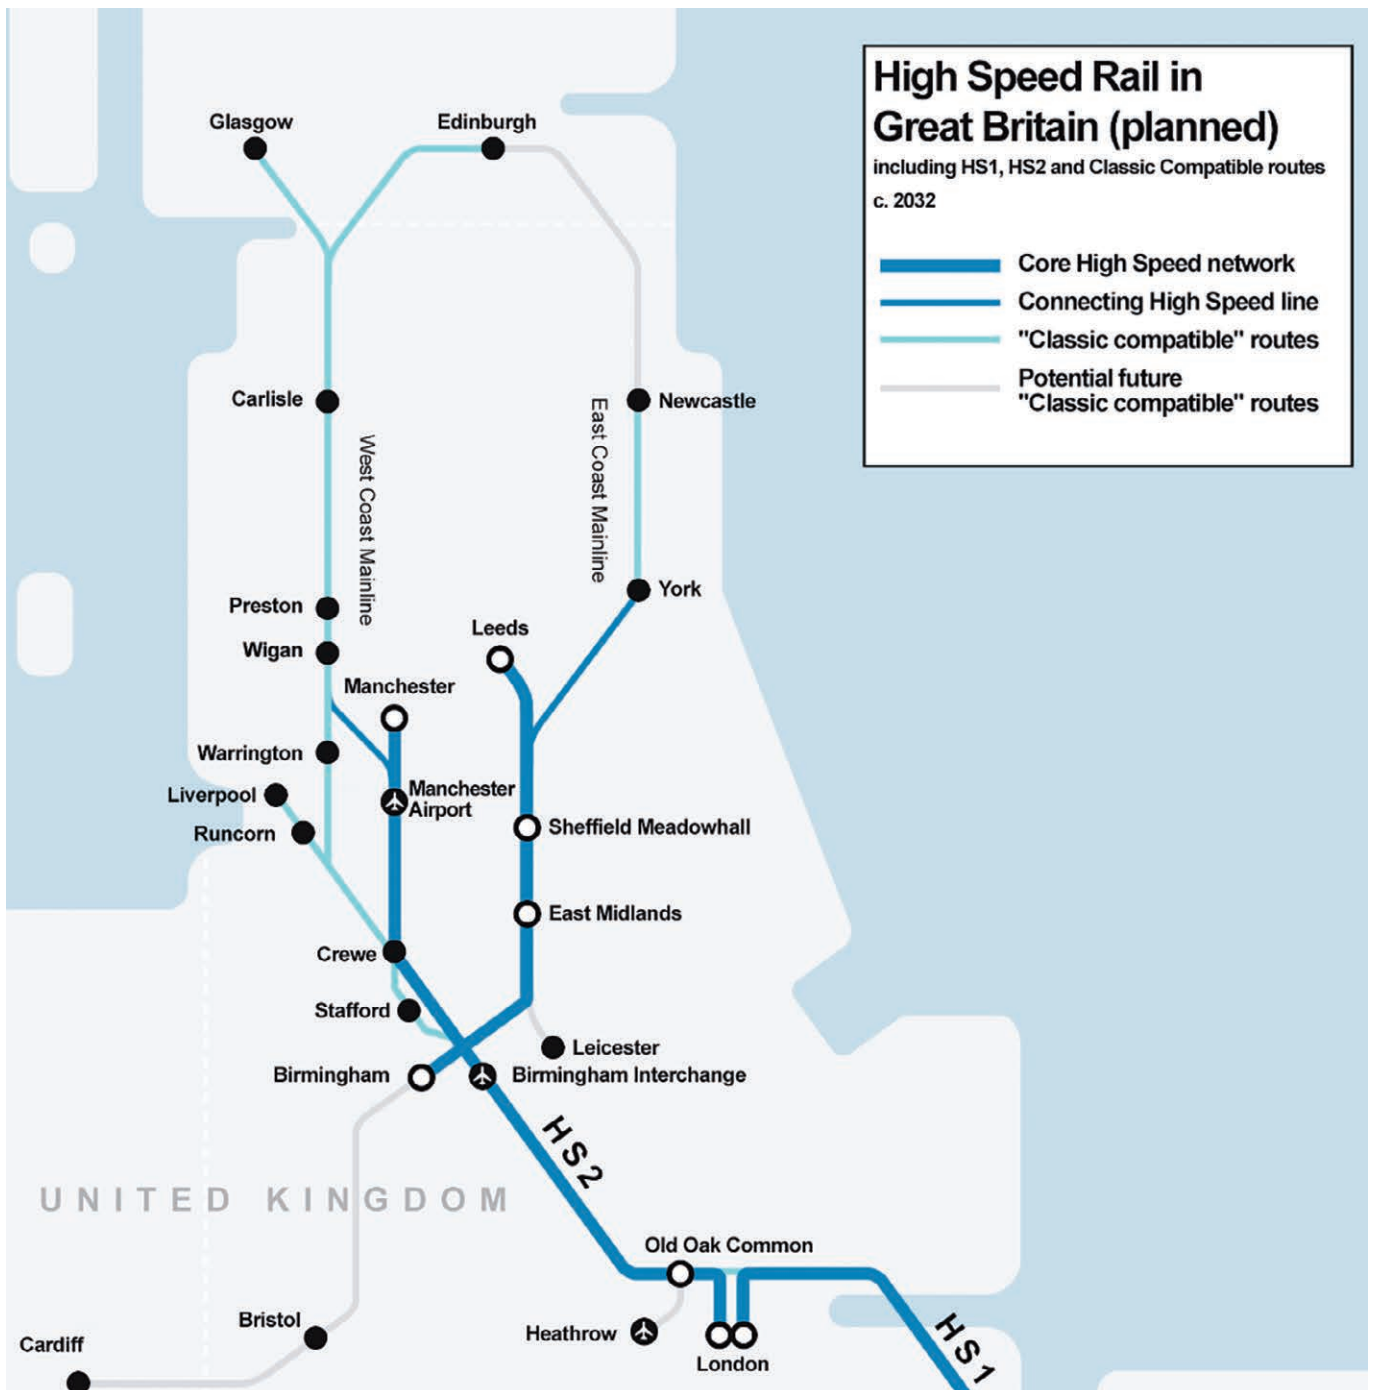 High Speed Rail in
Great Britain (planned)
including HS1, HS2 and Classic Compatible routes
c. 2032
Core High Speed network
Connecting High Speed line
"Classic compatible" routes
Potential future
"Classic compatible" routes
Glasgow
Edinburgh
Carlisle
Newcastle
West Coast Mainline
East Coast Mainline
Preston
York
Wigan
Leeds
Manchester
Warrington
Liverpool
Manchester
Airport
Runcorn
Sheffield Meadowhall
East Midlands
Crewe
Stafford
Leicester
Birmingham
Birmingham Interchange
HS2
UNITED KINGDOM
Old Oak Common
Bristol
Heathrow
HS1
Cardiff
London